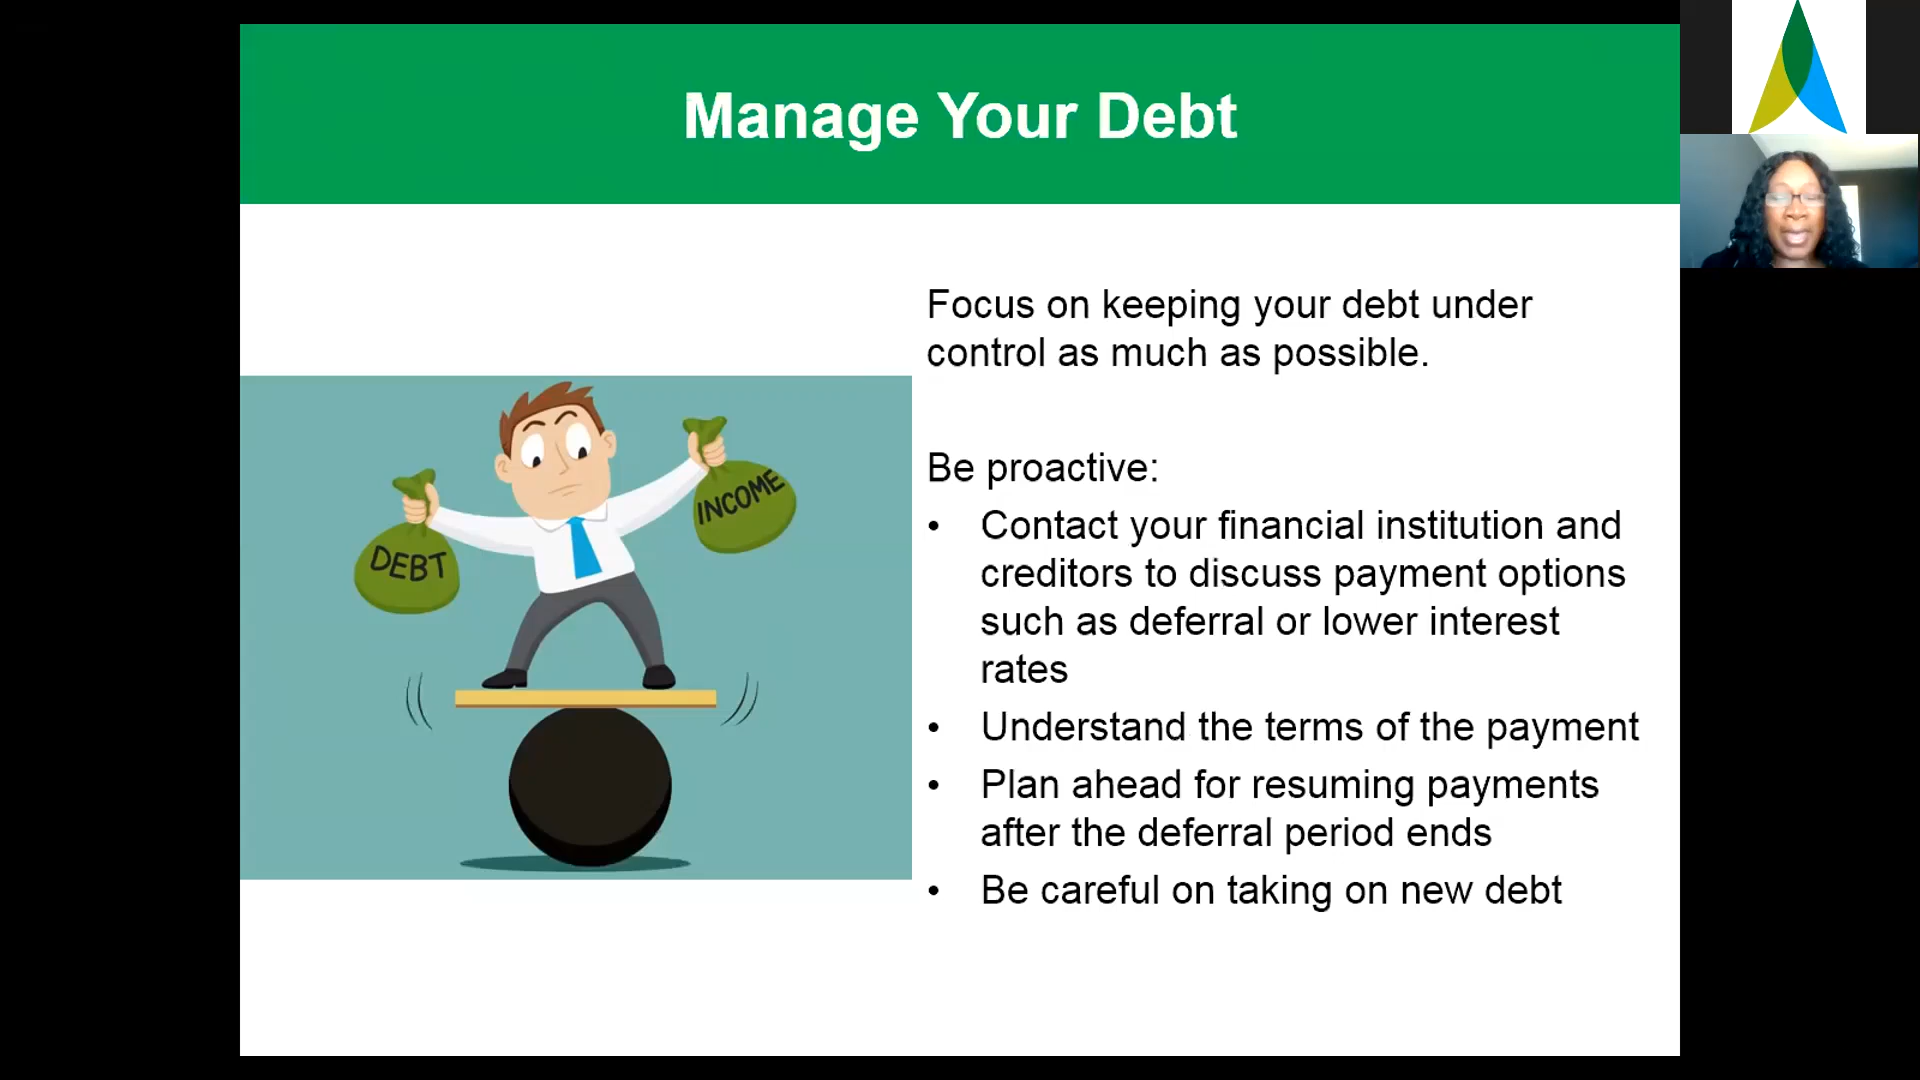 Manage Your Debt
Focus on keeping your debt under
control as much as possible.
Be proactive:
• Contact your financial institution and
creditors to discuss payment options
such as deferral or lower interest
rates
• Understand the terms of the payment
• Plan ahead for resuming payments
after the deferral period ends
• Be careful on taking on new debt
DEBT
INCOME